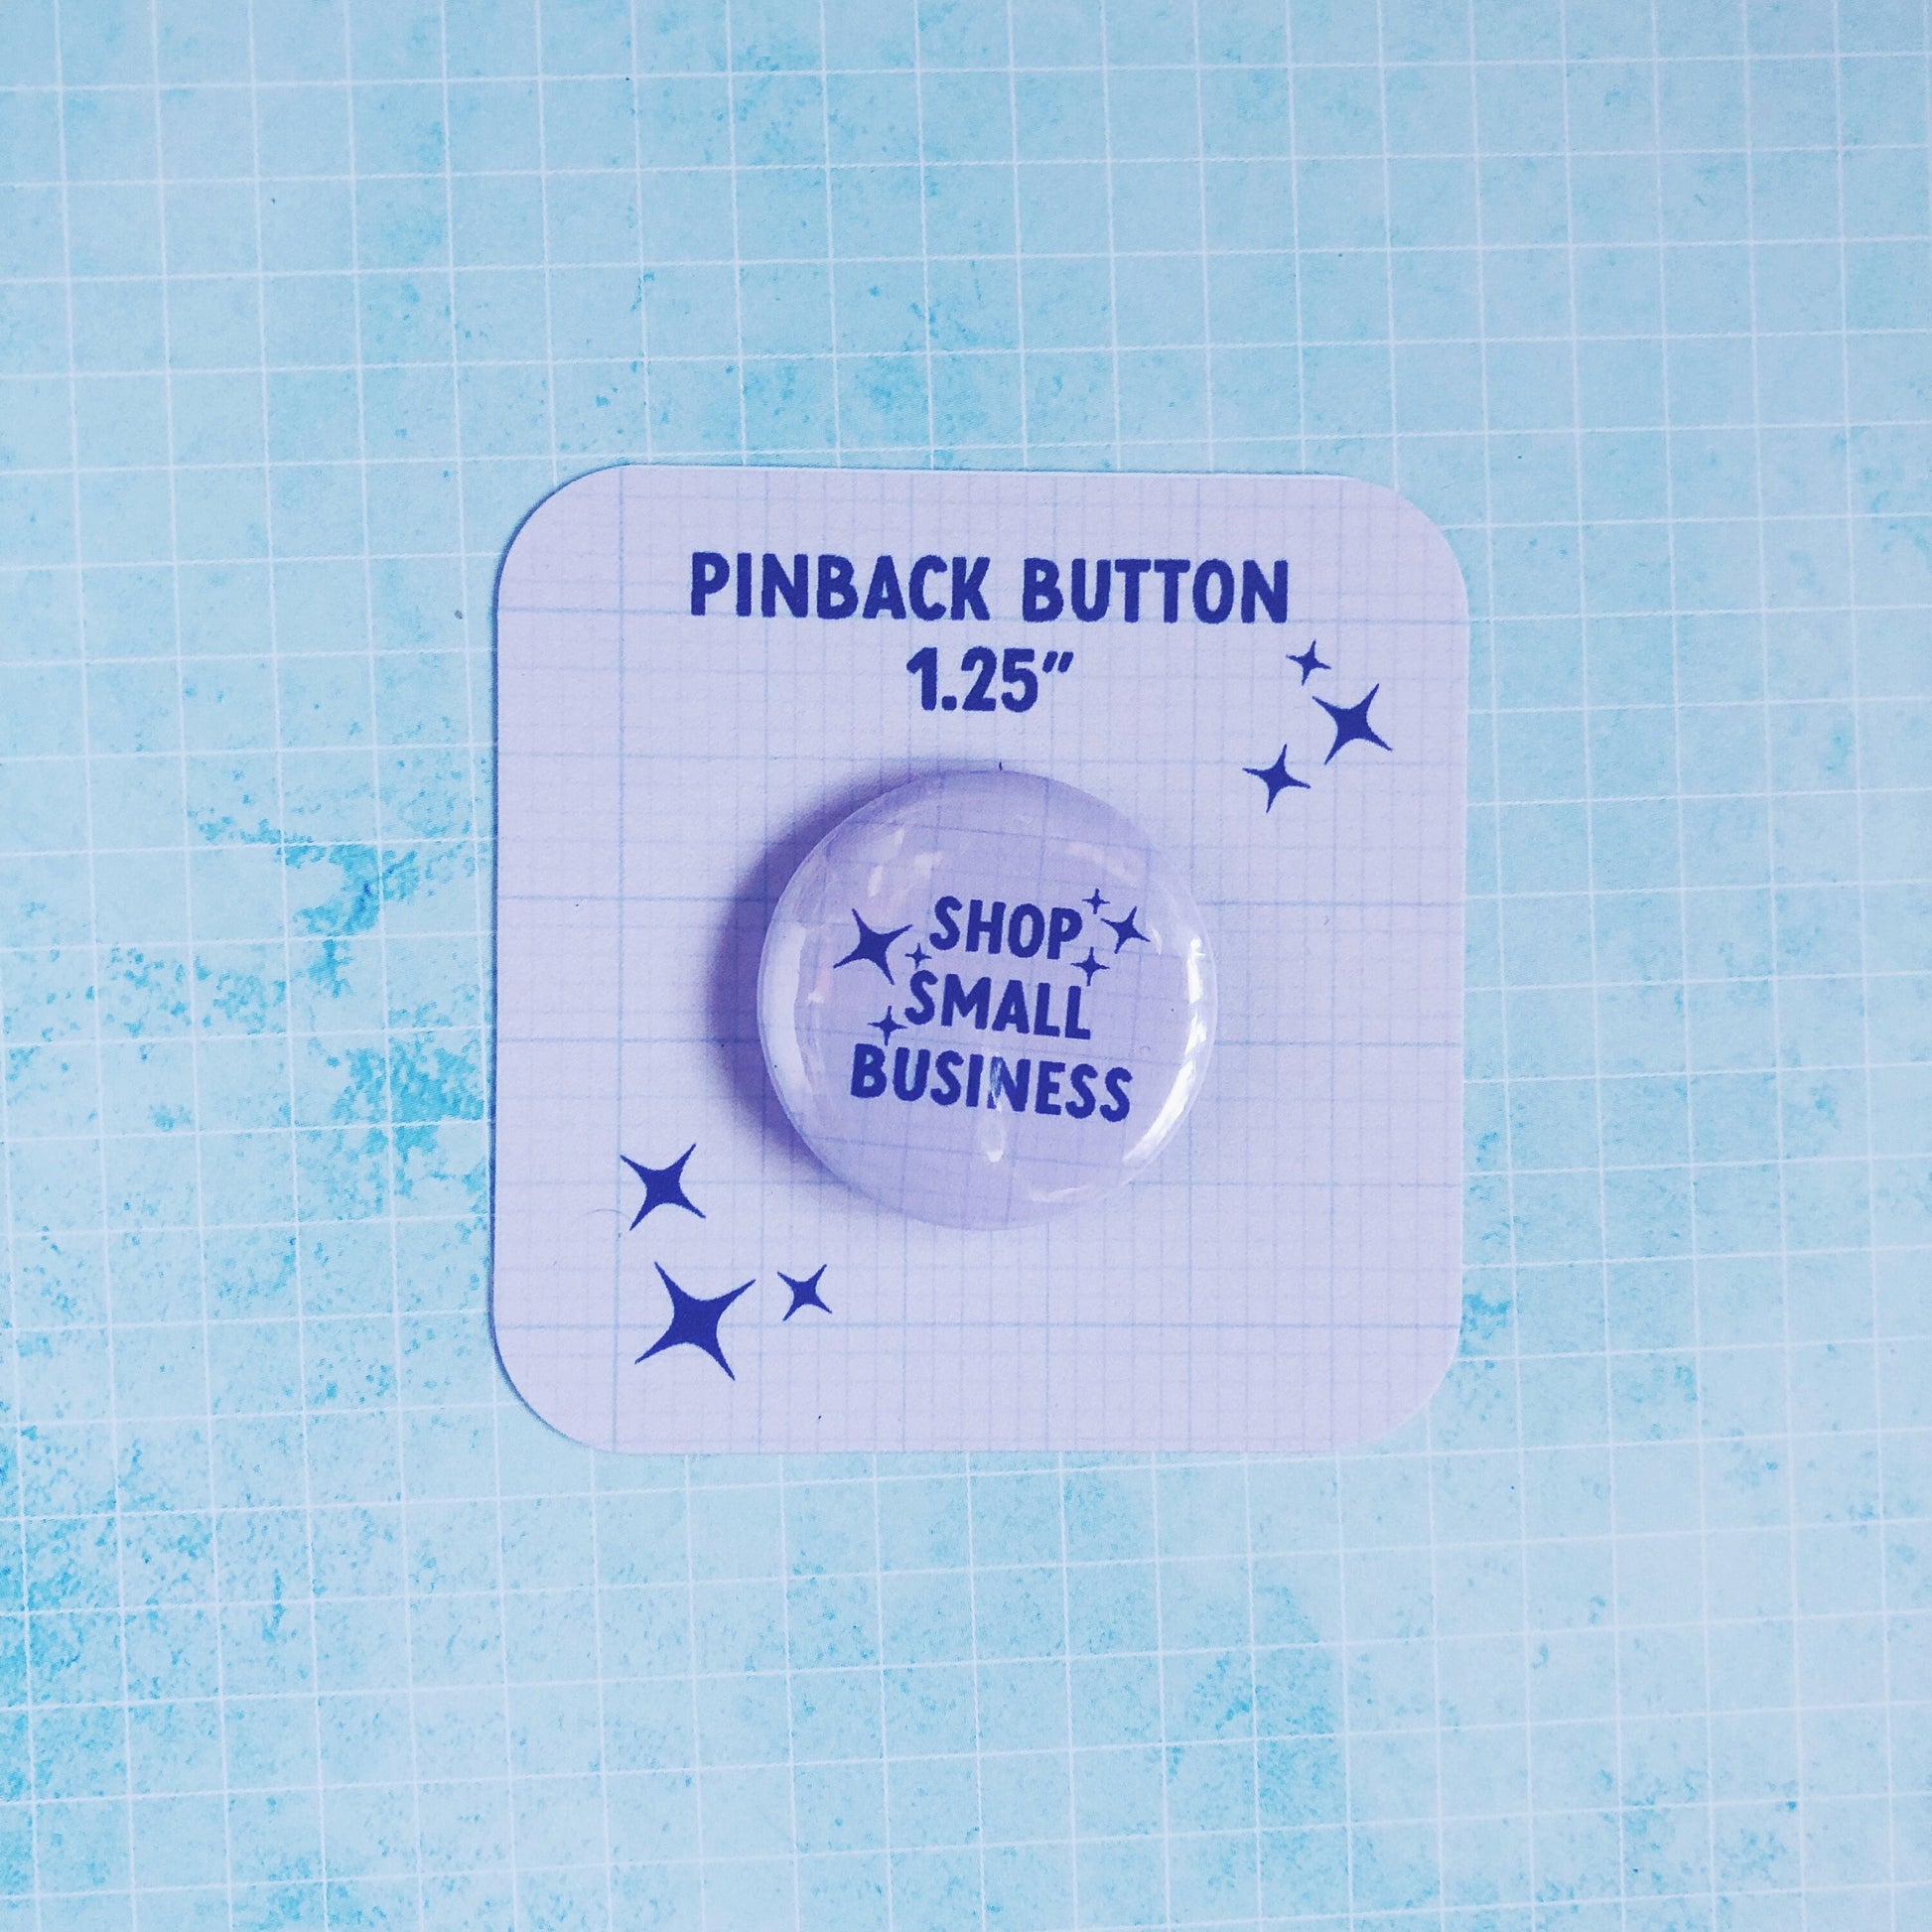 PINBACK BUTTON
1.25"
SHOP
SMALL
BUSINESS